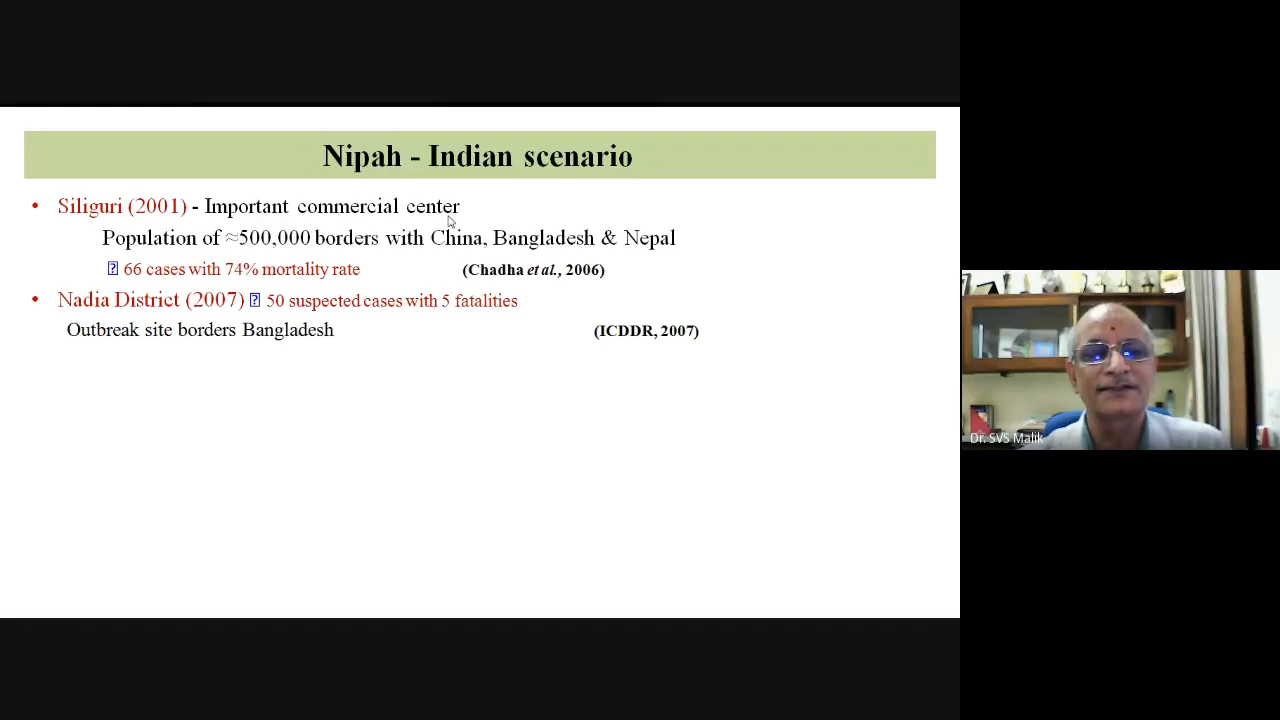 Nipah - Indian scenario
• Siliguri (2001) - Important commercial center
Population of ≈500,000 borders with China, Bangladesh & Nepal
66 cases with 74% mortality rate (Chadha et al., 2006)
• Nadia District (2007) 50 suspected cases with 5 fatalities
Outbreak site borders Bangladesh (ICDDR, 2007)
Dr. SVS Malik